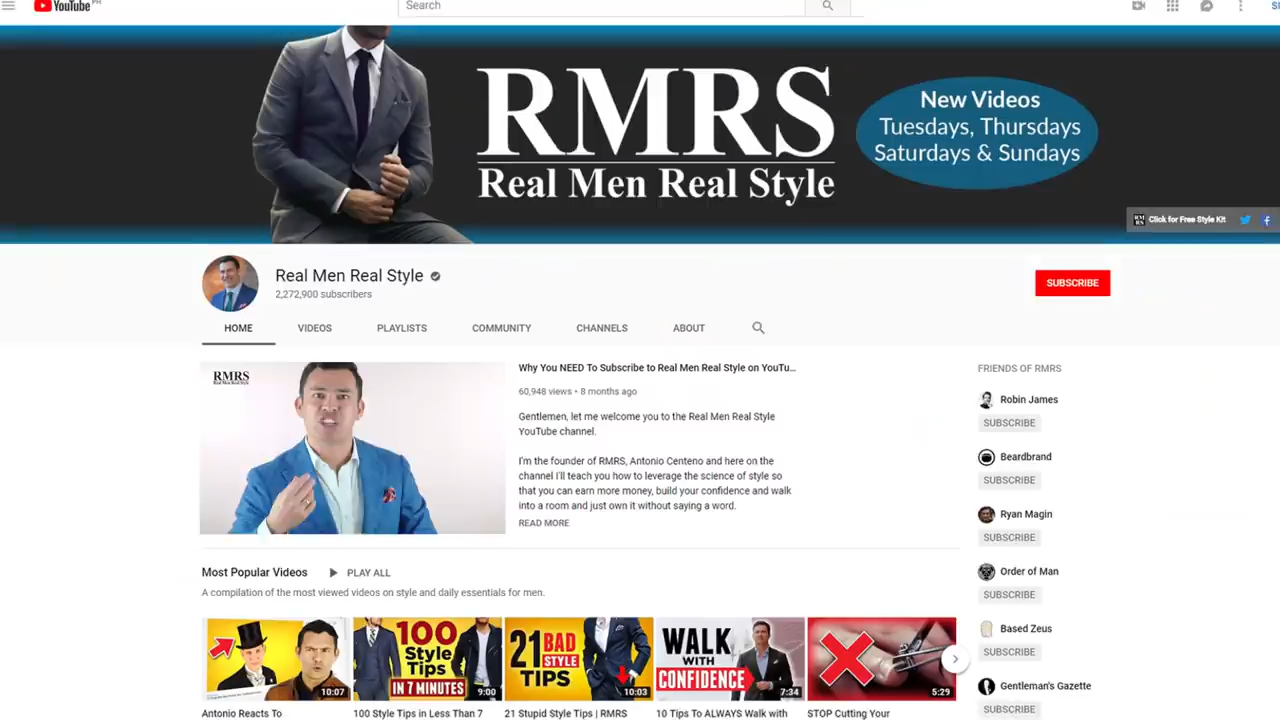 YouTube PR
Search
RMRS
Real Men Real Style
New Videos
Tuesdays, Thursdays
Saturdays & Sundays
RM
RS
Click for Free Style Kit
Real Men Real Style
2,272,900 subscribers
SUBSCRIBE
HOME
VIDEOS
PLAYLISTS
COMMUNITY
CHANNELS
ABOUT
RMRS
Real Men Real Style
Why You NEED To Subscribe to Real Men Real Style on YouTu...
60,948 views • 8 months ago
Gentlemen, let me welcome you to the Real Men Real Style
YouTube channel.
I'm the founder of RMRS, Antonio Centeno and here on the
channel I'll teach you how to leverage the science of style so
that you can earn more money, build your confidence and walk
into a room and just own it without saying a word.
READ MORE
FRIENDS OF RMRS
Robin James
SUBSCRIBE
Beardbrand
SUBSCRIBE
Ryan Magin
SUBSCRIBE
Order of Man
SUBSCRIBE
Based Zeus
SUBSCRIBE
Gentleman's Gazette
SUBSCRIBE
Most Popular Videos
PLAY ALL
A compilation of the most viewed videos on style and daily essentials for men.
10:07
100
Style
Tips
IN 7 MINUTES
9:00
21 BAD
STYLE
TIPS
10:03
WALK
WITH
CONFIDENCE
7:34
5:29
Antonio Reacts To
100 Style Tips in Less Than 7
21 Stupid Style Tips | RMRS
10 Tips To ALWAYS Walk with
STOP Cutting Your